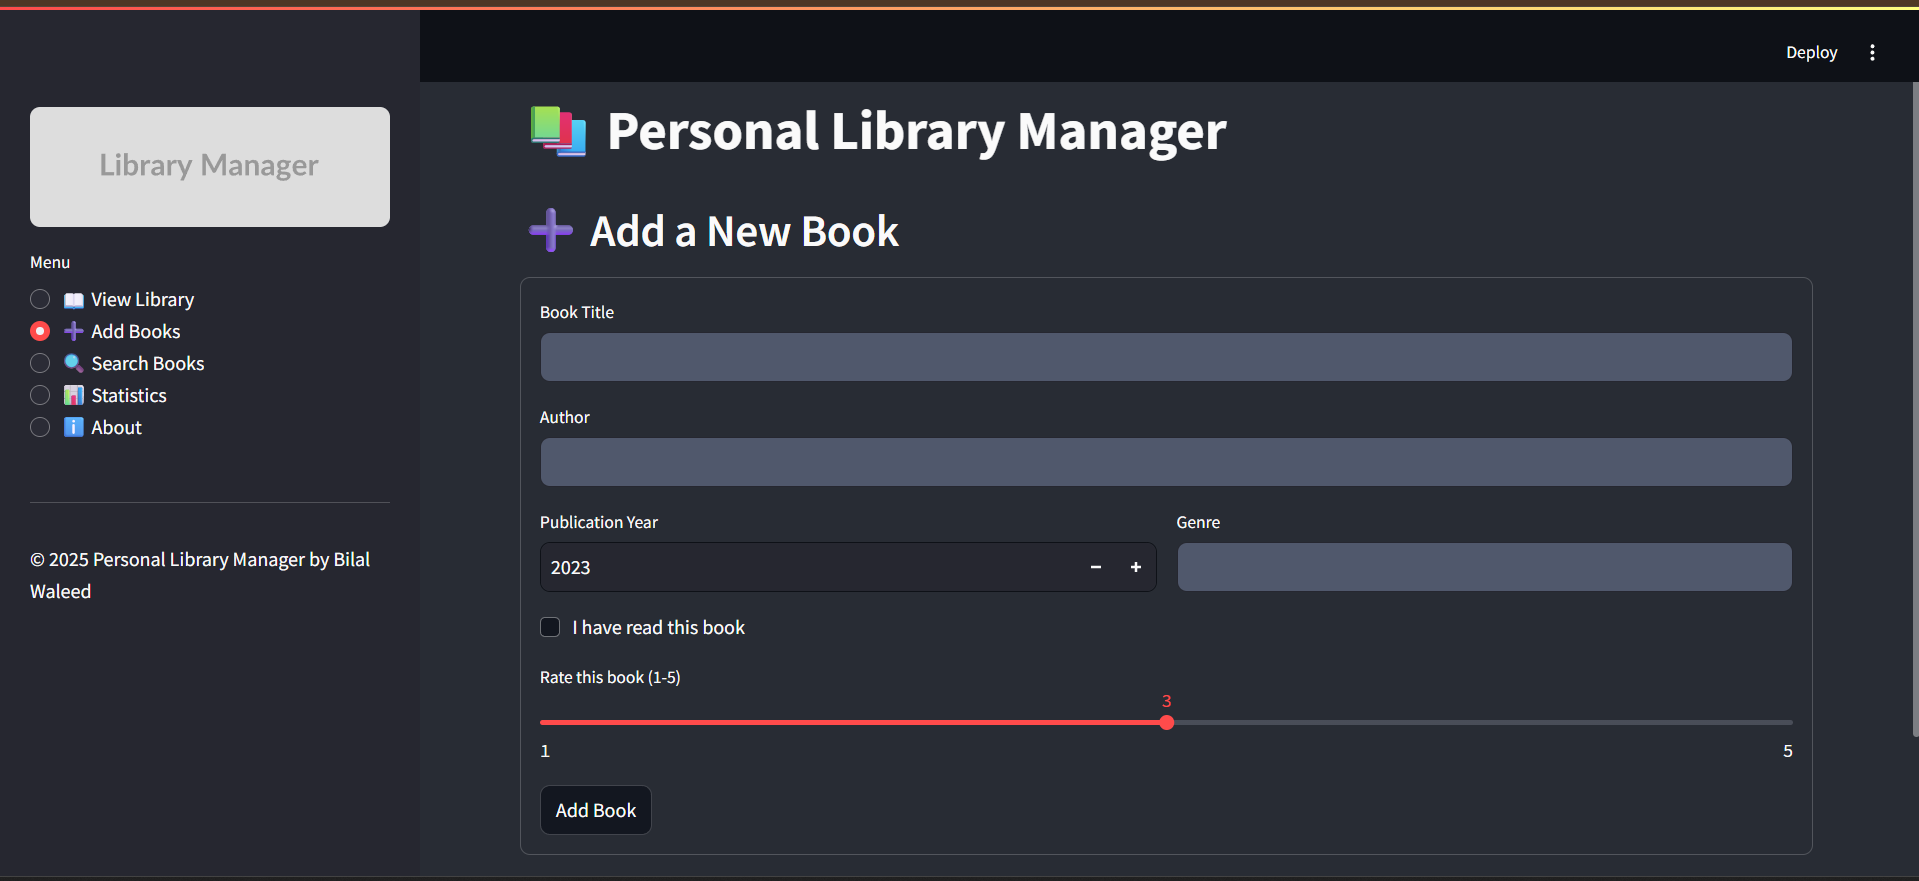 Deploy
Library Manager
Menu
View Library
Add Books
Search Books
Statistics
About
© 2025 Personal Library Manager by Bilal
Waleed
Personal Library Manager
Add a New Book
Book Title
Author
Publication Year
Genre
2023
I have read this book
Rate this book (1-5)
3
1
5
Add Book